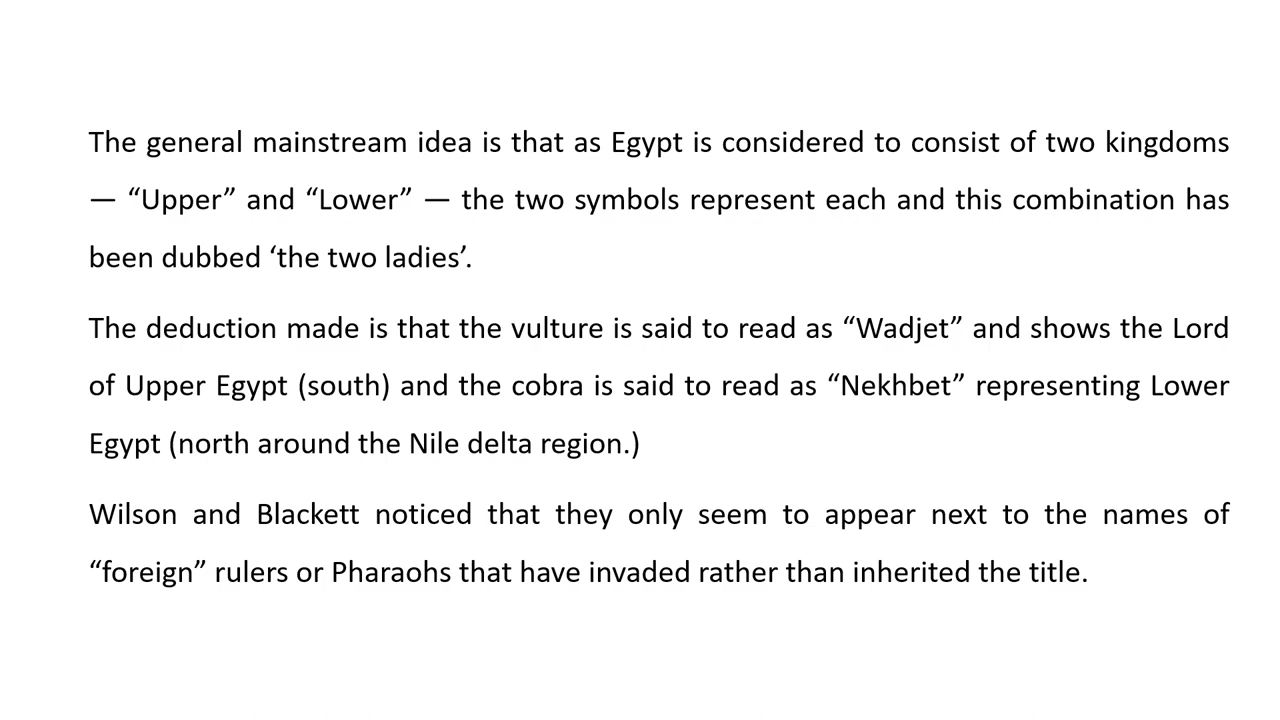 The general mainstream idea is that as Egypt is considered to consist of two kingdoms
— “Upper” and “Lower” — the two symbols represent each and this combination has
been dubbed ‘the two ladies’.
The deduction made is that the vulture is said to read as “Wadjet” and shows the Lord
of Upper Egypt (south) and the cobra is said to read as “Nekhbet” representing Lower
Egypt (north around the Nile delta region.)
Wilson and Blackett noticed that they only seem to appear next to the names of
“foreign” rulers or Pharaohs that have invaded rather than inherited the title.